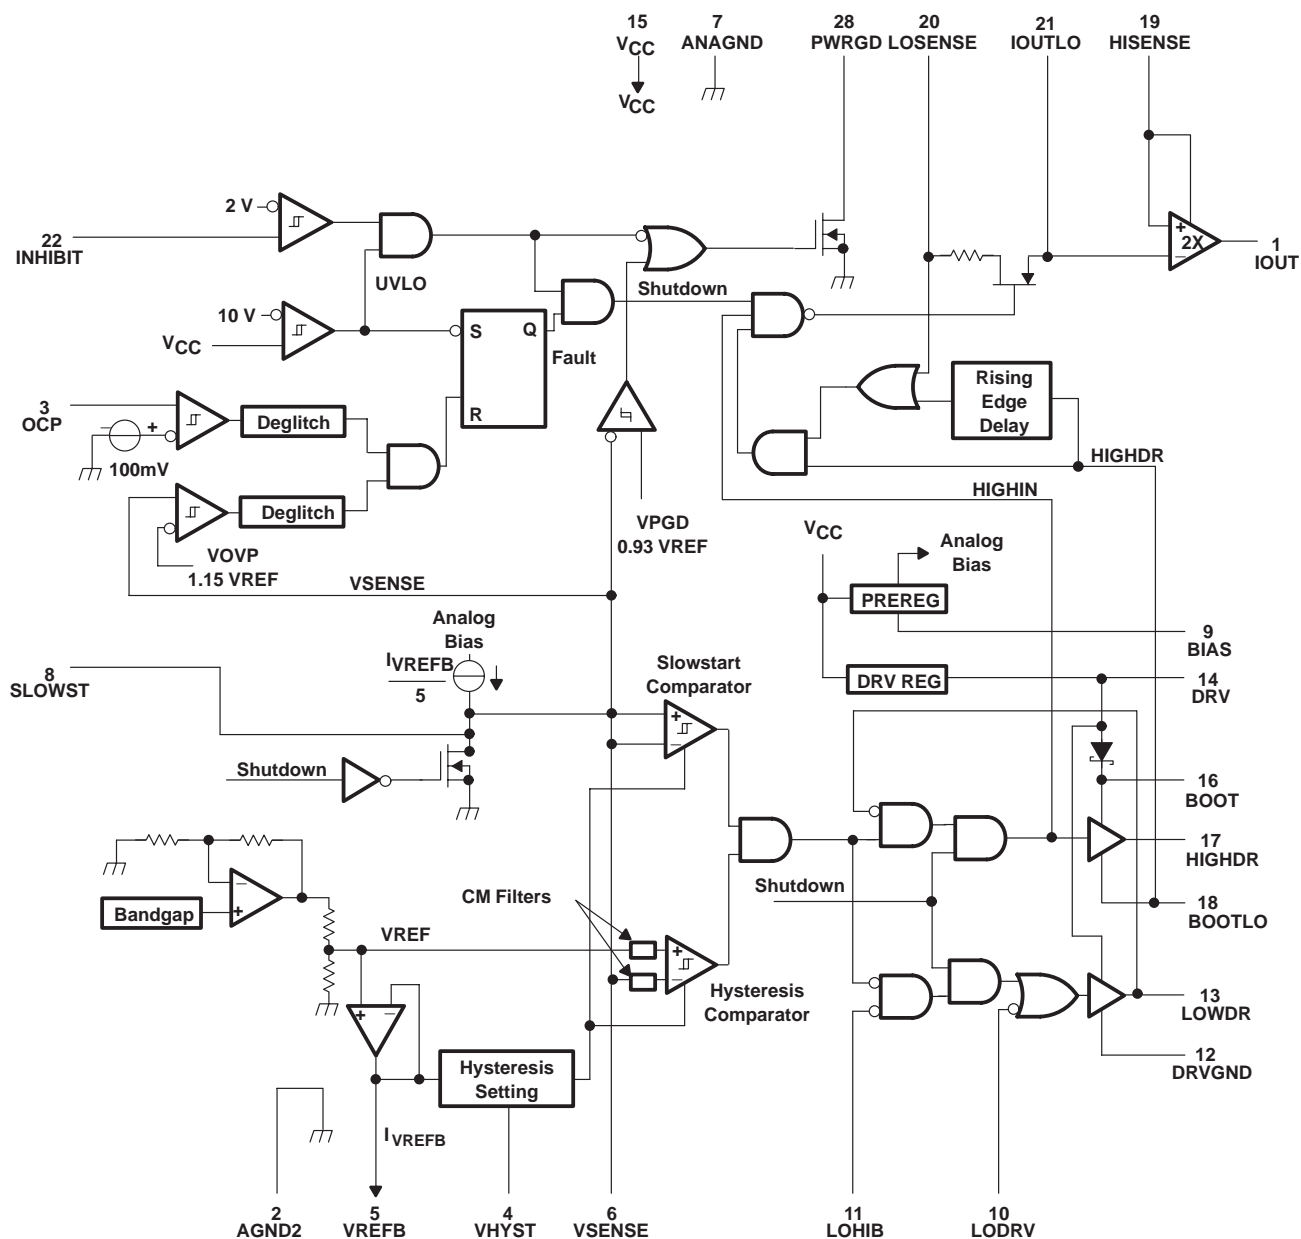 15
VCC
VCC
7
ANAGND
28
PWRGD
20
LOSENSE
21
IOUTLO
19
HISENSE
2 V
22
INHIBIT
UVLO
10 V
VCC
S
Q
R
Fault
Shutdown
+
2X
−
1
IOUT
3
OCP
−
+
100mV
Deglitch
Deglitch
VOVP
1.15 VREF
VPGD
0.93 VREF
Rising
Edge
Delay
HIGHDR
HIGHIN
VCC
Analog
Bias
PREREG
9
BIAS
VSENSE
8
SLOWST
Analog
Bias
IVREFB
5
Slowstart
Comparator
+
−
DRV REG
14
DRV
Shutdown
16
BOOT
17
HIGHDR
18
BOOTLO
Bandgap
−
+
CM Filters
VREF
Shutdown
+
−
Hysteresis
Comparator
+
−
13
LOWDR
12
DRVGND
Hysteresis
Setting
IVREFB
2
AGND2
5
VREFB
4
VHYST
6
VSENSE
11
LOHIB
10
LODRV